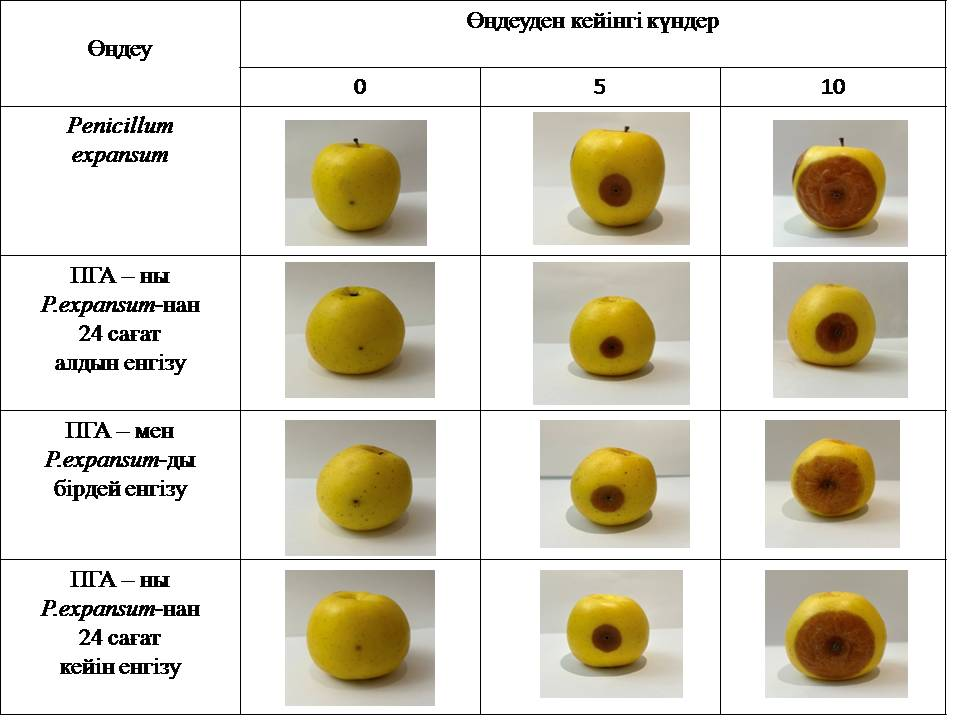 Өңдеу
Өңдеуден кейінгі күндер
0
5
10
Penicillum
expansum
ПГА – ны
P.expansum-нан
24 сағат
алдын енгізу
ПГА – мен
P.expansum-ды
бірдей енгізу
ПГА – ны
P.expansum-нан
24 сағат
кейін енгізу